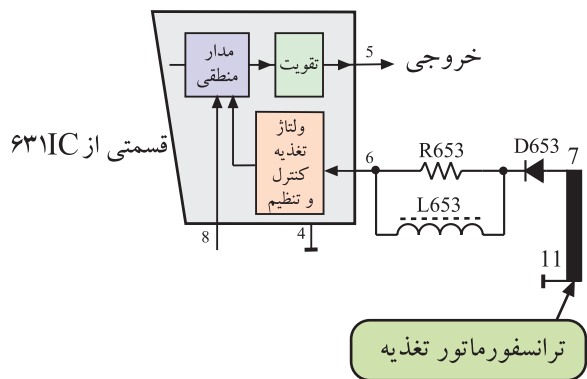 مدار
منطقی
تقویت
5
خروجی
ولتاژ
تغذیه
کنترل
و تنظیم
قسمتی از ۶۳۱IC
8
4
6
R653
L653
D653
7
11
ترانسفورماتور تغذیه